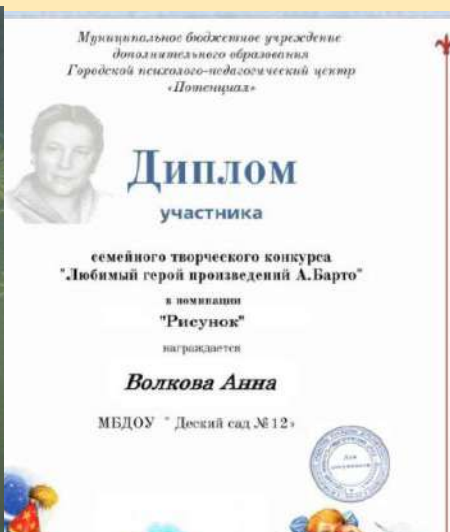 Муниципальное бюджетное учреждение
дополнительного образования
Городской психолого-педагогический центр
«Потенциал»
Диплом
участника
семейного творческого конкурса
"Любимый герой произведений А.Барто"
в номинации
"Рисунок"
награждается
Волкова Анна
МБДОУ " Деский сад №12»
Для